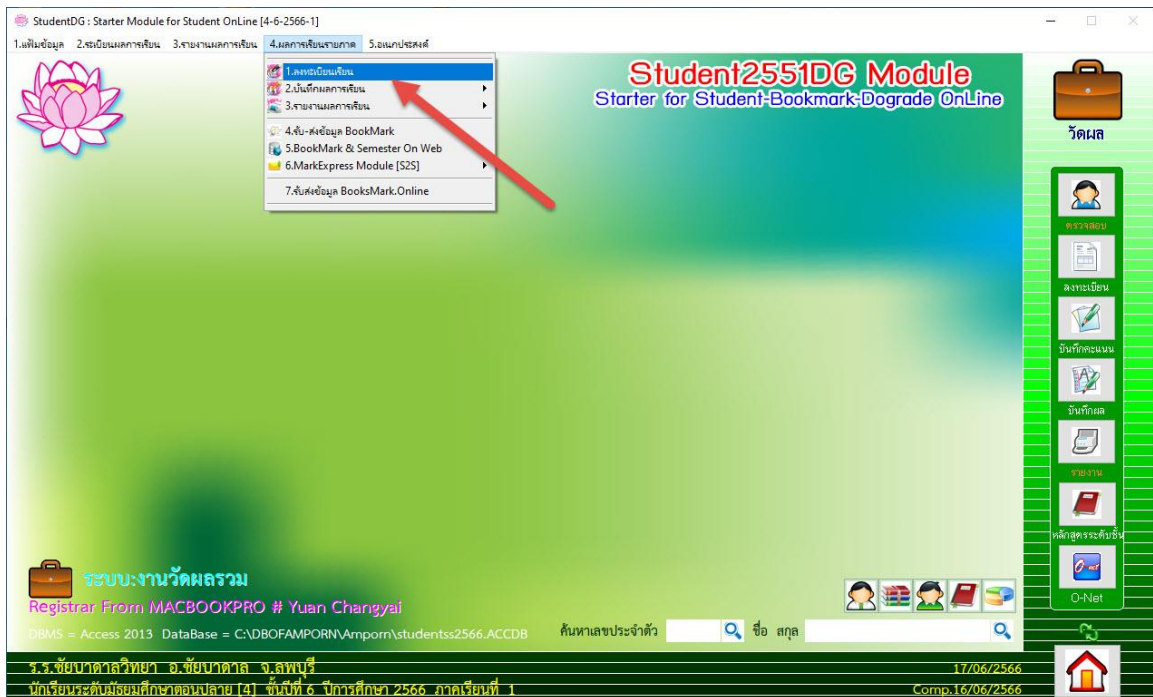 StudentDG : Starter Module for Student OnLine [4-6-2566-1]
1.แฟ้มข้อมูล 2.ระเบียนผลการเรียน 3.รายงานผลการเรียน 4.ผลการเรียนรายภาค 5.อเนกประสงค์
1.ลงทะเบียนเรียน
2.บันทึกผลการเรียน
3.รายงานผลการเรียน
4.รับ-ส่งข้อมูล BookMark
5.BookMark & Semester On Web
6.MarkExpress Module [S2S]
7.รับส่งข้อมูล BooksMark.Online
Student2551DG Module
Starter for Student-Bookmark-Dograde OnLine
วัดผล
ตรวจสอบ
ลงทะเบียน
บันทึกคะแนน
บันทึกผล
รายงาน
หลักสูตรระดับชั้น
O-net
O-Net
ระบบ:งานวัดผลรวม
Registrar From MACBOOKPRO # Yuan Changyai
DBMS = Access 2013 DataBase = C:\DBOFAMPORN\Amporn\studentss2566.ACCDB
ค้นหาเลขประจำตัว ชื่อ สกุล
ร.ร.ชัยบาดาลวิทยา อ.ชัยบาดาล จ.ลพบุรี 17/06/2566
นักเรียนระดับมัธยมศึกษาตอนปลาย [4] ชั้นปีที่ 6 ปีการศึกษา 2566 ภาคเรียนที่ 1 Comp.16/06/2566